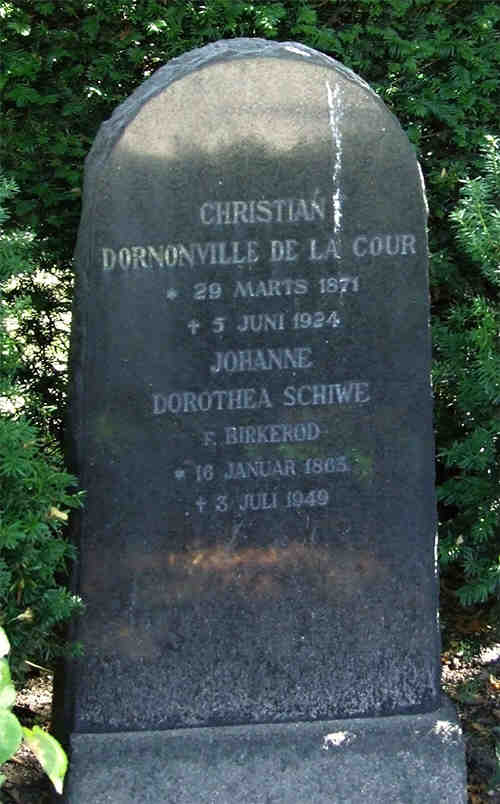 CHRISTIAN
DORNONVILLE DE LA COUR
* 29 MARTS 1871
✝ 5 JUNI 1924
JOHANNE
DOROTHEA SCHIWE
F. BIRKERØD
* 16 JANUAR 1865
✝ 3 JULI 1949